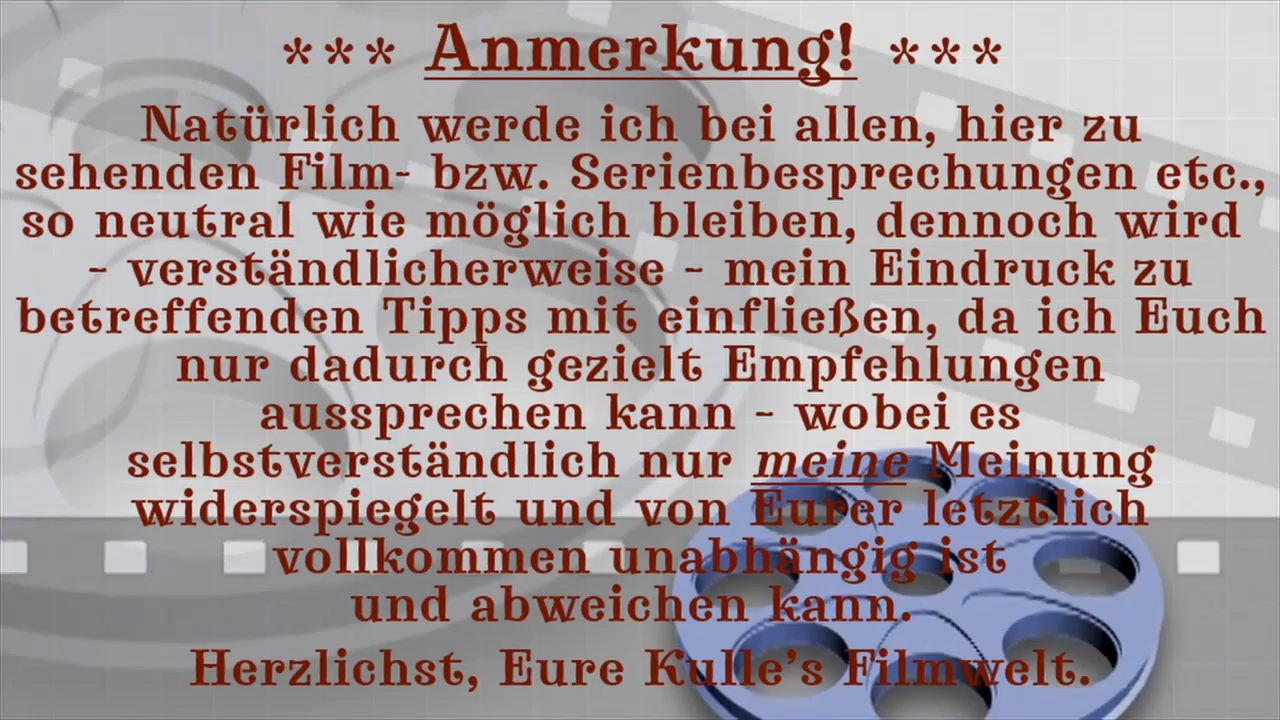 *** Anmerkung! ***
Natürlich werde ich bei allen, hier zu
sehenden Film- bzw. Serienbesprechungen etc.,
so neutral wie möglich bleiben, dennoch wird
- verständlicherweise - mein Eindruck zu
betreffenden Tipps mit einfließen, da ich Euch
nur dadurch gezielt Empfehlungen
aussprechen kann - wobei es
selbstverständlich nur meine Meinung
widerspiegelt und von Eurer letztlich
vollkommen unabhängig ist
und abweichen kann.
Herzlichst, Eure Kulle's Filmwelt.